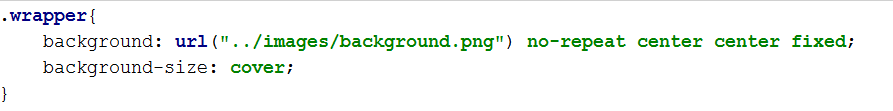 .wrapper{
    background: url("../images/background.png") no-repeat center center fixed;
    background-size: cover;
}